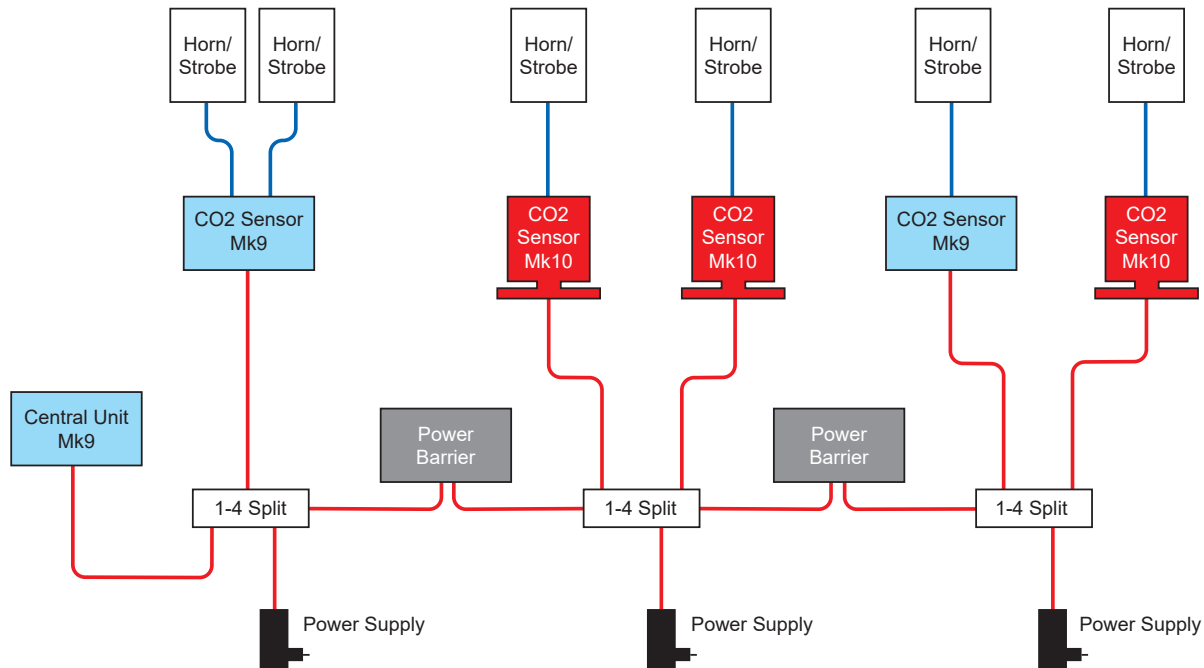 Horn/
Strobe
Horn/
Strobe
Horn/
Strobe
Horn/
Strobe
Horn/
Strobe
Horn/
Strobe
CO2 Sensor
Mk9
CO2
Sensor
Mk10
CO2
Sensor
Mk10
CO2 Sensor
Mk9
CO2
Sensor
Mk10
Central Unit
Mk9
Power
Barrier
Power
Barrier
1-4 Split
1-4 Split
1-4 Split
Power Supply
Power Supply
Power Supply